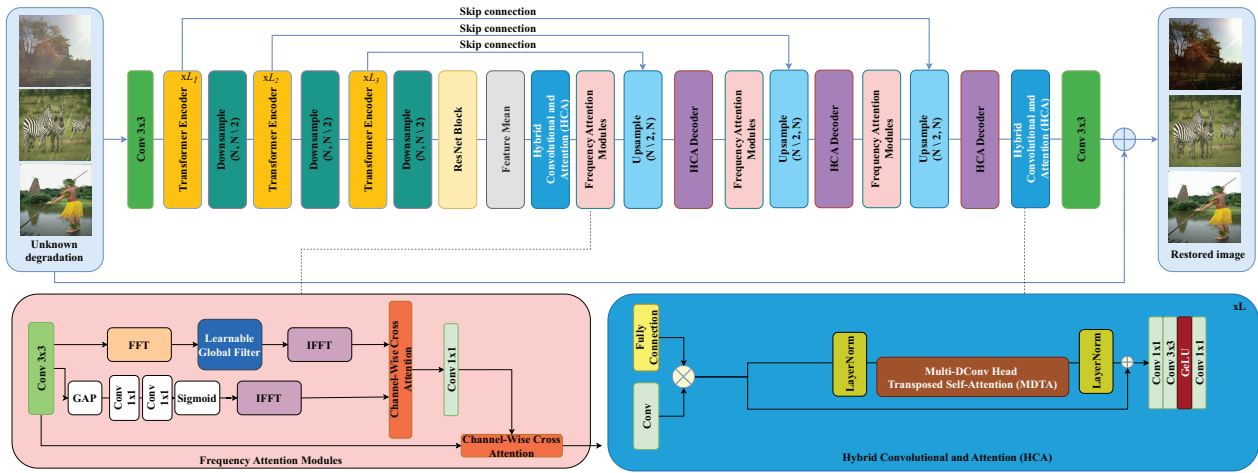 Skip connection
Skip connection
Skip connection
Unknown
degradation
Conv 3x3
xL1
Transformer Encoder
Downsample
(N, N \ 2)
xL2
Transformer Encoder
Downsample
(N, N \ 2)
xL3
Transformer Encoder
Downsample
(N, N \ 2)
ResNet Block
Feature Mean
Hybrid
Convolutional and
Attention (HCA)
Frequency Attention
Modules
Upsample
(N \ 2, N)
HCA Decoder
Frequency Attention
Modules
Upsample
(N \ 2, N)
HCA Decoder
Frequency Attention
Modules
Upsample
(N \ 2, N)
HCA Decoder
Hybrid
Convolutional and
Attention (HCA)
Conv 3x3
Restored image
Conv 3x3
FFT
Learnable
Global Filter
IFFT
GAP
Conv
1x1
Conv
1x1
Sigmoid
IFFT
Channel-Wise Cross
Attention
Conv 1x1
Channel-Wise Cross
Attention
Frequency Attention Modules
xL
Fully
Connection
Conv
LayerNorm
Multi-DConv Head
Transposed Self-Attention (MDTA)
LayerNorm
Conv 1x1
Conv 3x3
GeLU
Conv 1x1
Hybrid Convolutional and Attention (HCA)